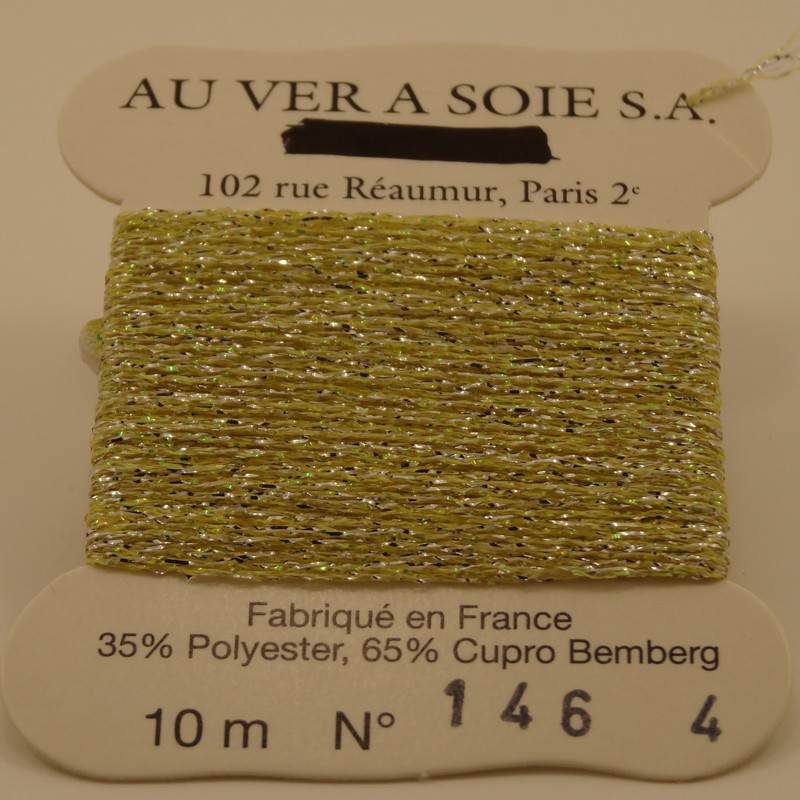 AU VER A SOIE S.A.
102 rue Réaumur, Paris 2e
Fabriqué en France
35% Polyester, 65% Cupro Bemberg
10 m N° 146 4